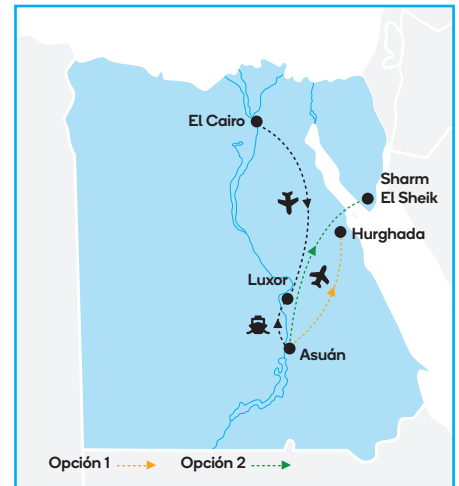 El Cairo
Sharm
El Sheik
Hurghada
Luxor
Asuán
Opción 1
Opción 2